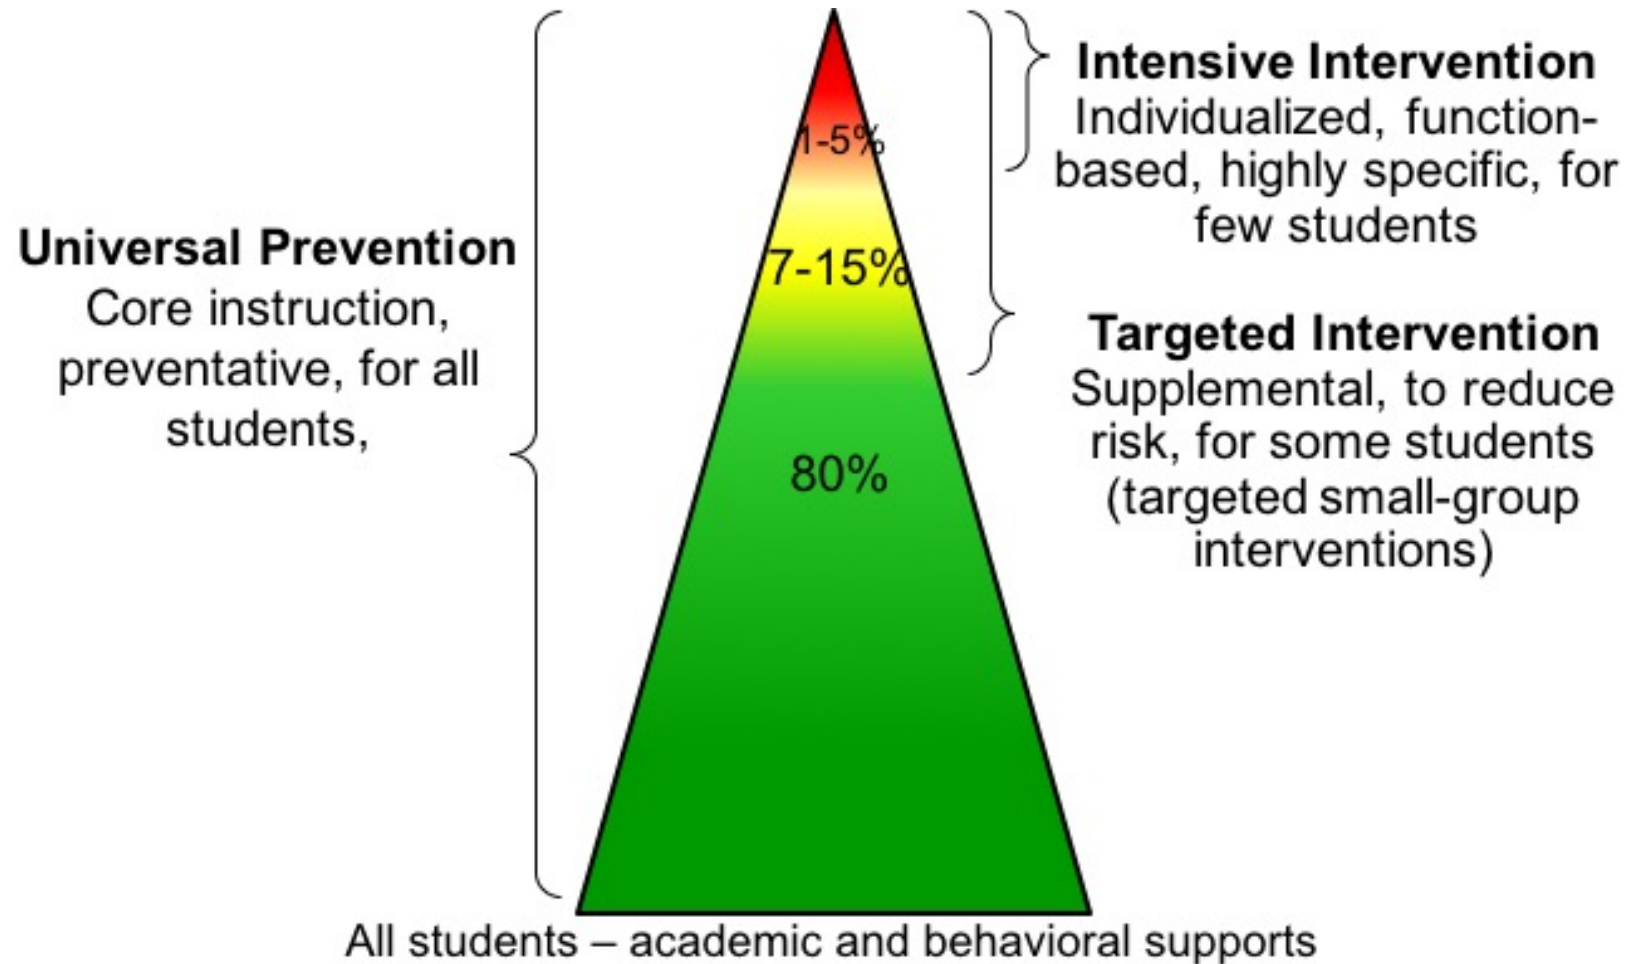 Universal Prevention
Core instruction,
preventative, for all
students,
1-5%
7-15%
80%
Intensive Intervention
Individualized, function-
based, highly specific, for
few students
Targeted Intervention
Supplemental, to reduce
risk, for some students
(targeted small-group
interventions)
All students – academic and behavioral supports